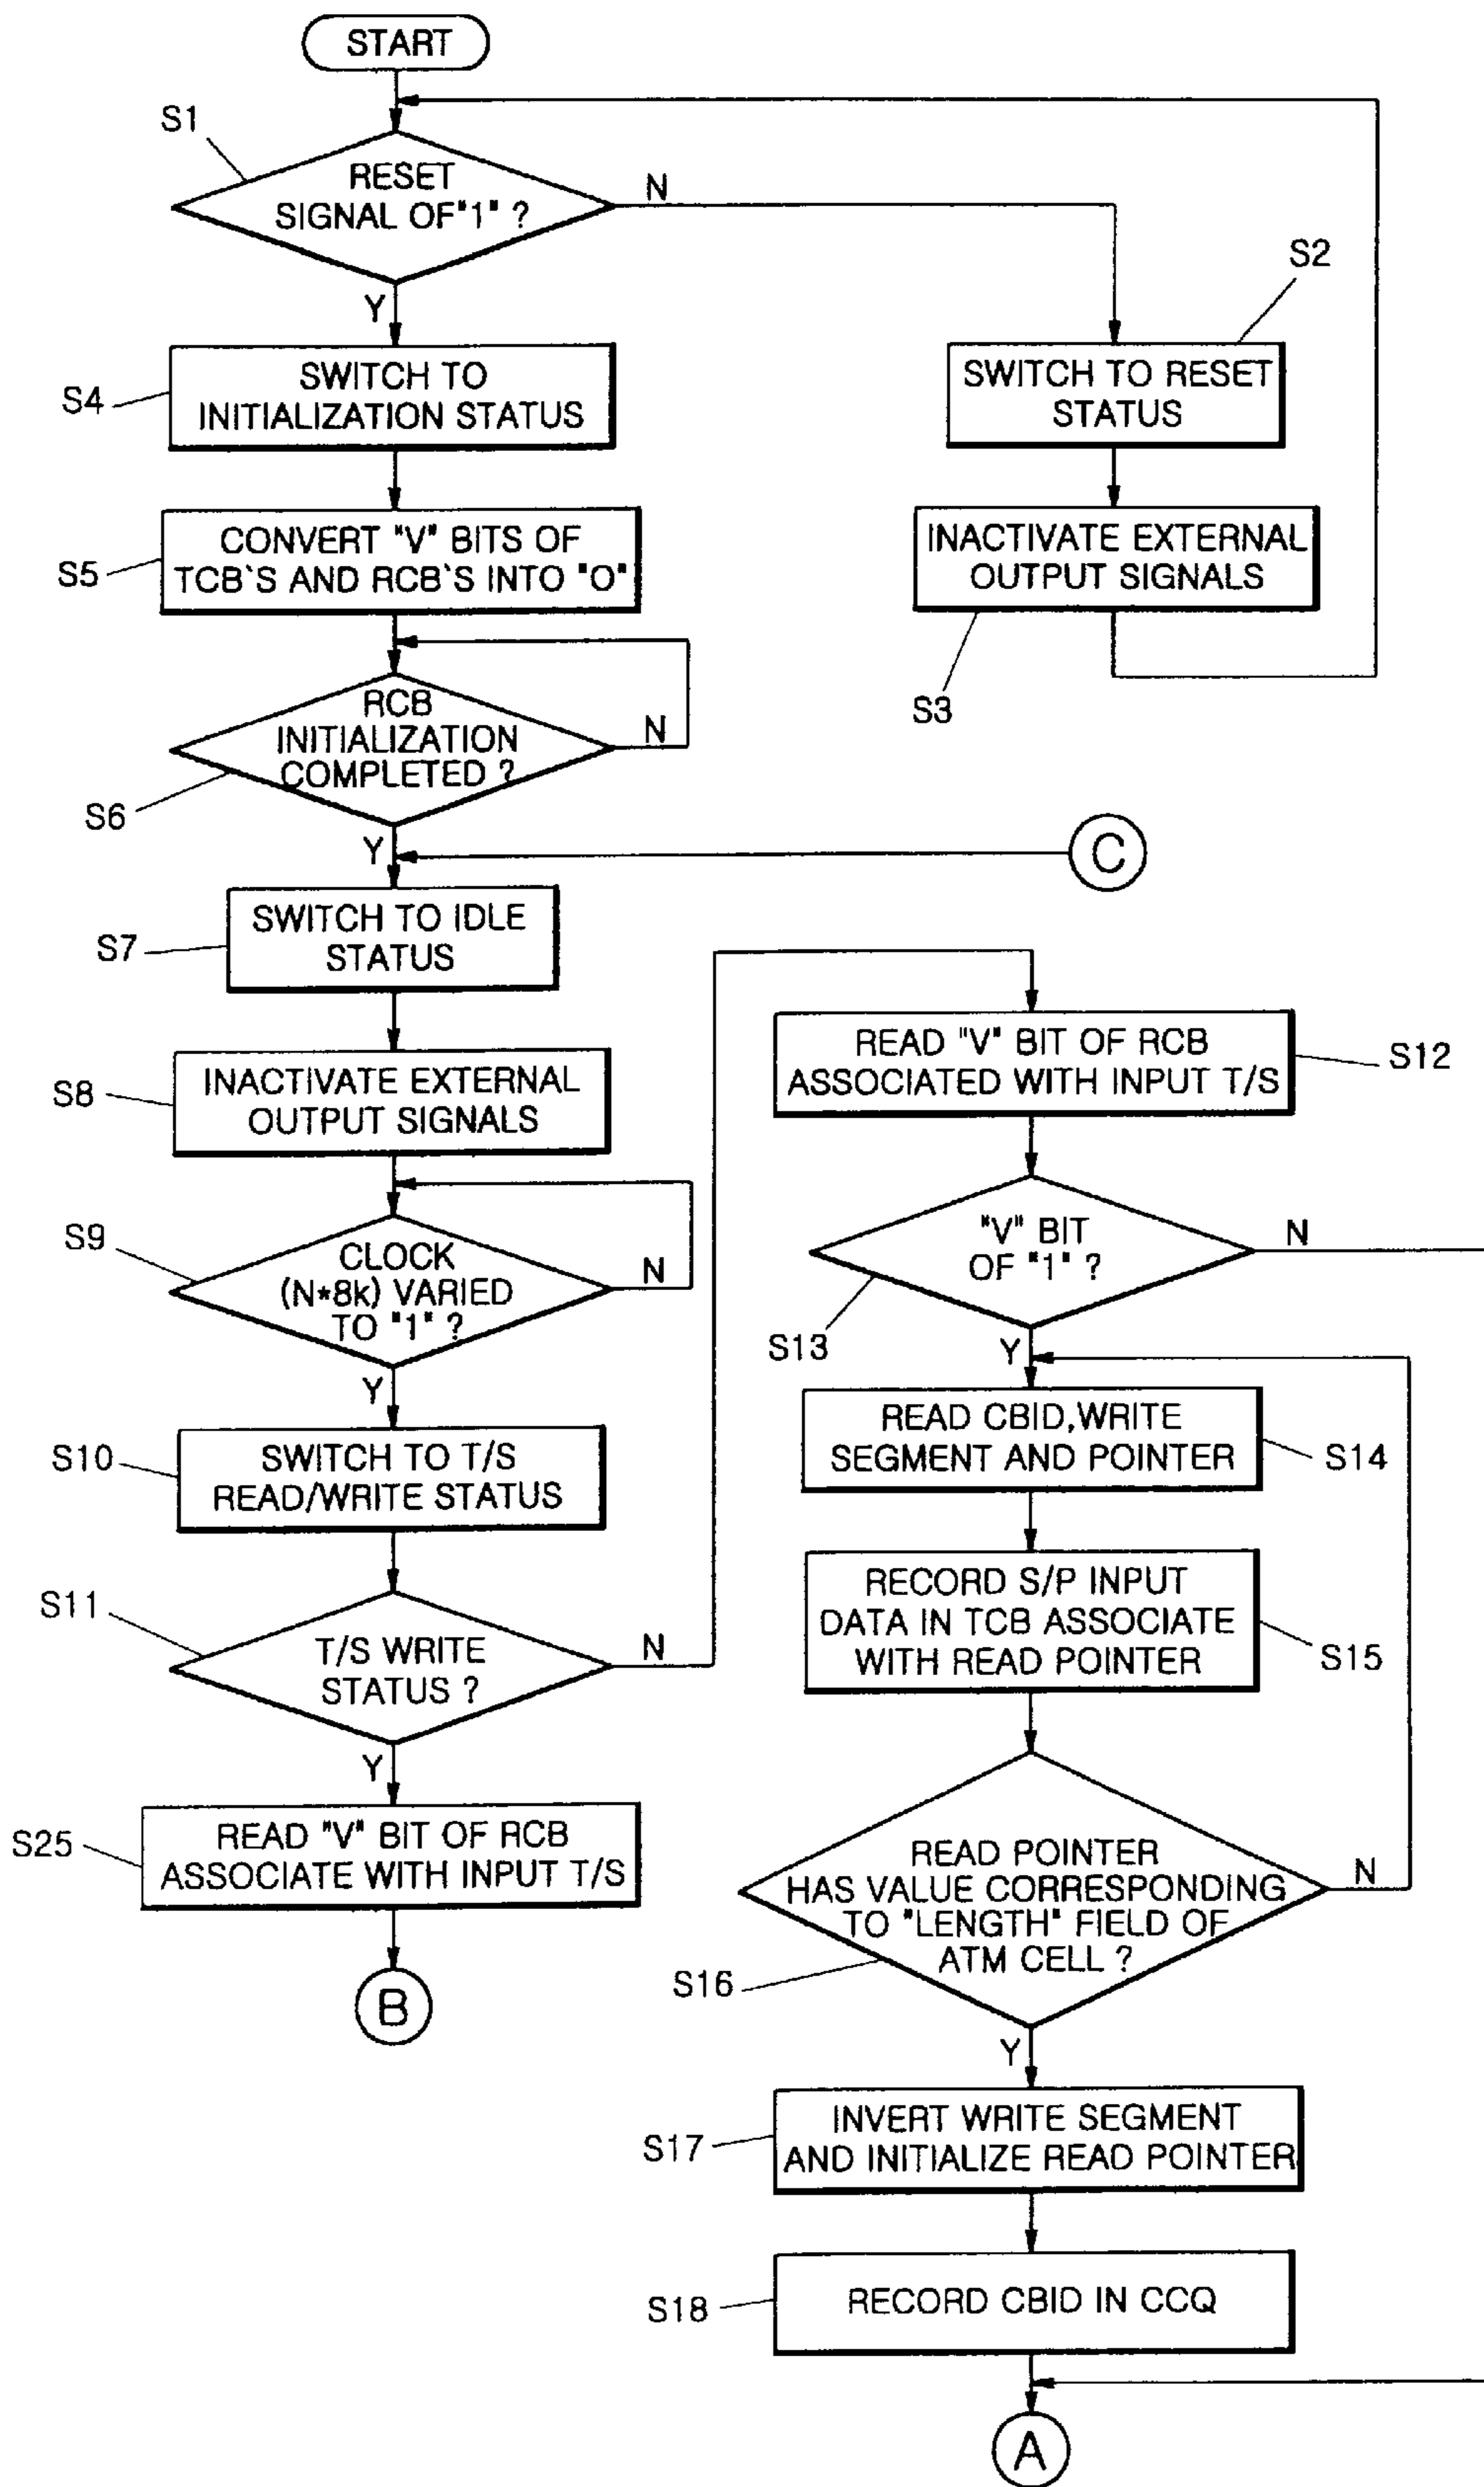 START
S1
RESET
SIGNAL OF "1" ?
N
Y
S2
SWITCH TO RESET
STATUS
S4
SWITCH TO
INITIALIZATION STATUS
INACTIVATE EXTERNAL
OUTPUT SIGNALS
S3
S5
CONVERT "V" BITS OF
TCB`S AND RCB`S INTO "O"
RCB
INITIALIZATION
COMPLETED ?
N
S6
Y
C
S7
SWITCH TO IDLE
STATUS
S8
INACTIVATE EXTERNAL
OUTPUT SIGNALS
S9
CLOCK
(N*8k) VARIED
TO "1" ?
N
Y
S10
SWITCH TO T/S
READ/WRITE STATUS
S11
T/S WRITE
STATUS ?
N
Y
S25
READ "V" BIT OF RCB
ASSOCIATE WITH INPUT T/S
B
READ "V" BIT OF RCB
ASSOCIATED WITH INPUT T/S
S12
"V" BIT
OF "1" ?
N
S13
Y
READ CBID,WRITE
SEGMENT AND POINTER
S14
RECORD S/P INPUT
DATA IN TCB ASSOCIATE
WITH READ POINTER
S15
READ POINTER
HAS VALUE CORRESPONDING
TO "LENGTH" FIELD OF
ATM CELL ?
N
S16
Y
INVERT WRITE SEGMENT
AND INITIALIZE READ POINTER
S17
RECORD CBID IN CCQ
S18
A